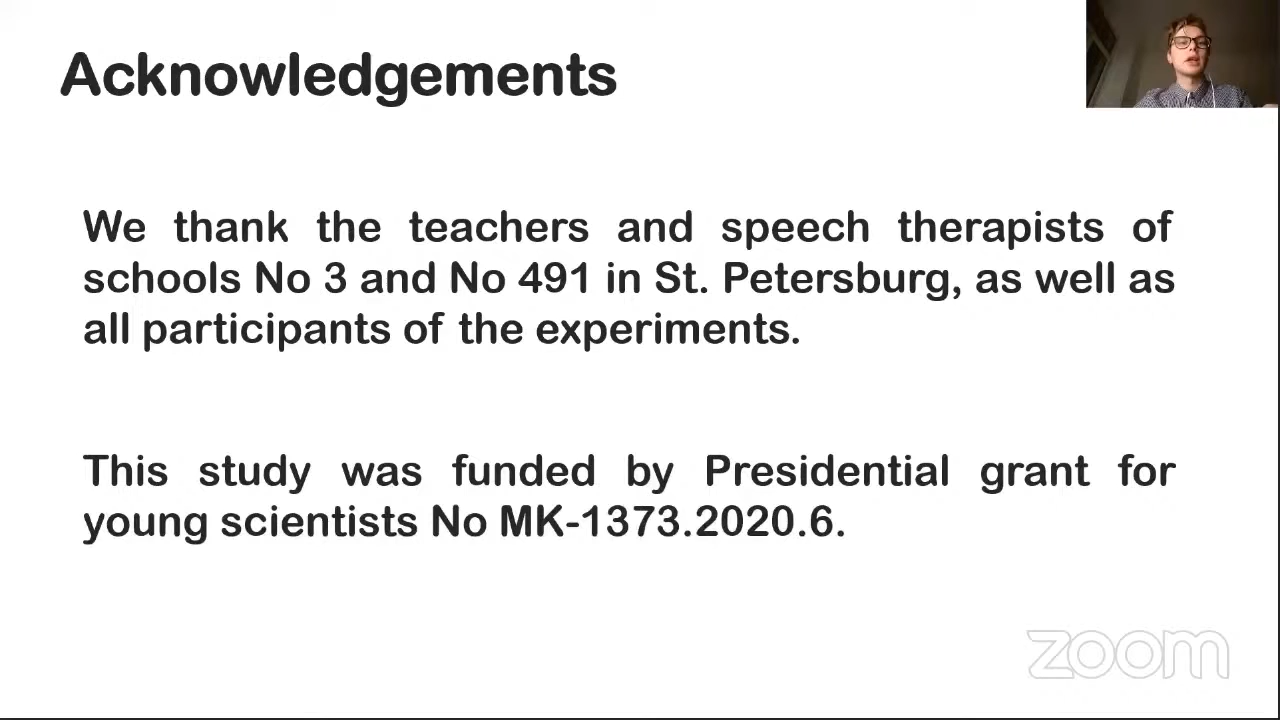 Acknowledgements
We thank the teachers and speech therapists of
schools No 3 and No 491 in St. Petersburg, as well as
all participants of the experiments.
This study was funded by Presidential grant for
young scientists No MK-1373.2020.6.
zoom